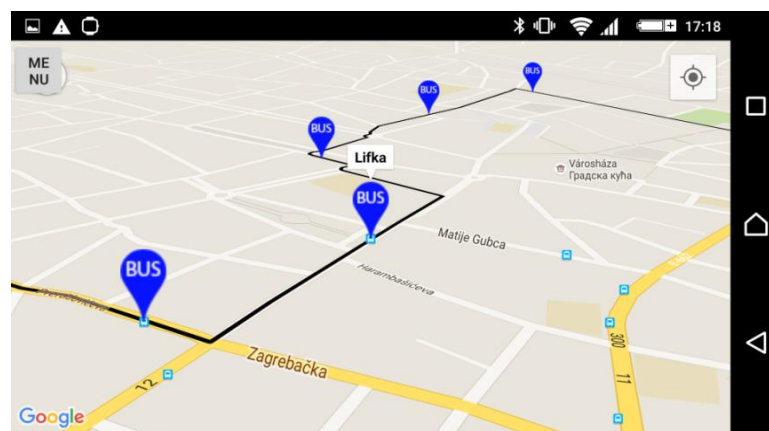 17:18
ME
NU
BUS
BUS
BUS
Lifka
BUS
BUS
Városháza
Градска кућа
Matije Gubca
Harambašićeva
Zagrebačka
12
300
11
Google